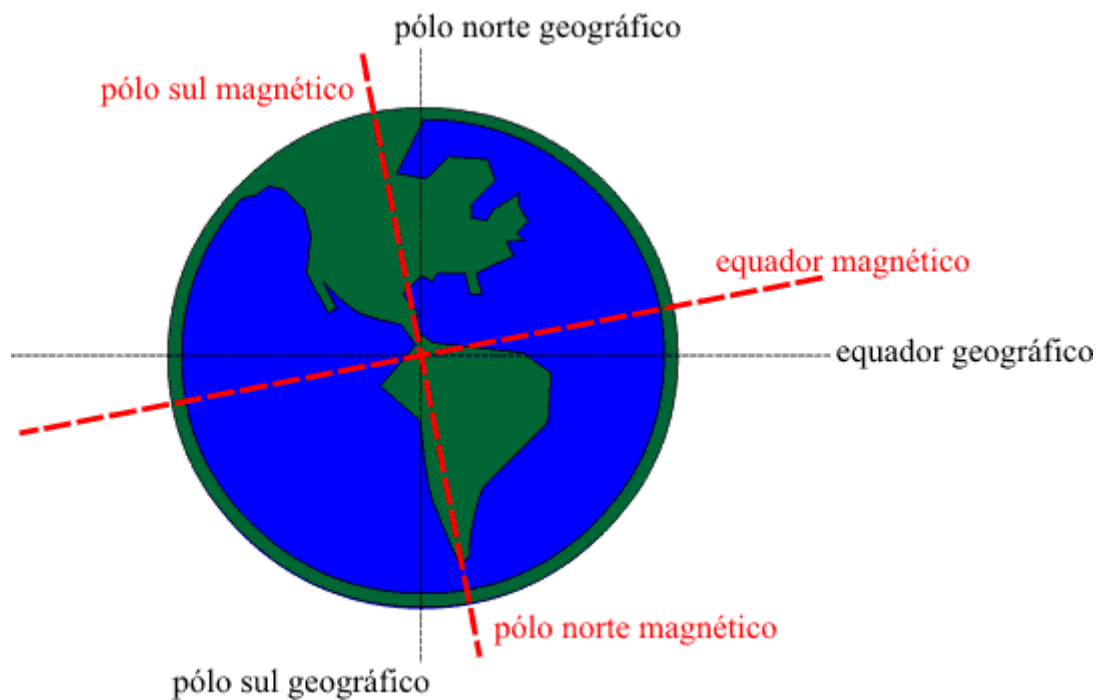 pólo norte geográfico
pólo sul magnético
equador magnético
equador geográfico
pólo norte magnético
pólo sul geográfico